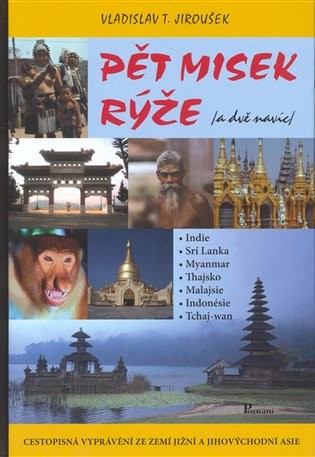 VLADISLAV T. JIROUŠEK
PĚT MISEK
RÝŽE /a dvě navíc/
• Indie
• Srí Lanka
• Myanmar
• Thajsko
• Malajsie
• Indonésie
• Tchaj-wan
Poznání
CESTOPISNÁ VYPRÁVĚNÍ ZE ZEMÍ JIŽNÍ A JIHOVÝCHODNÍ ASIE